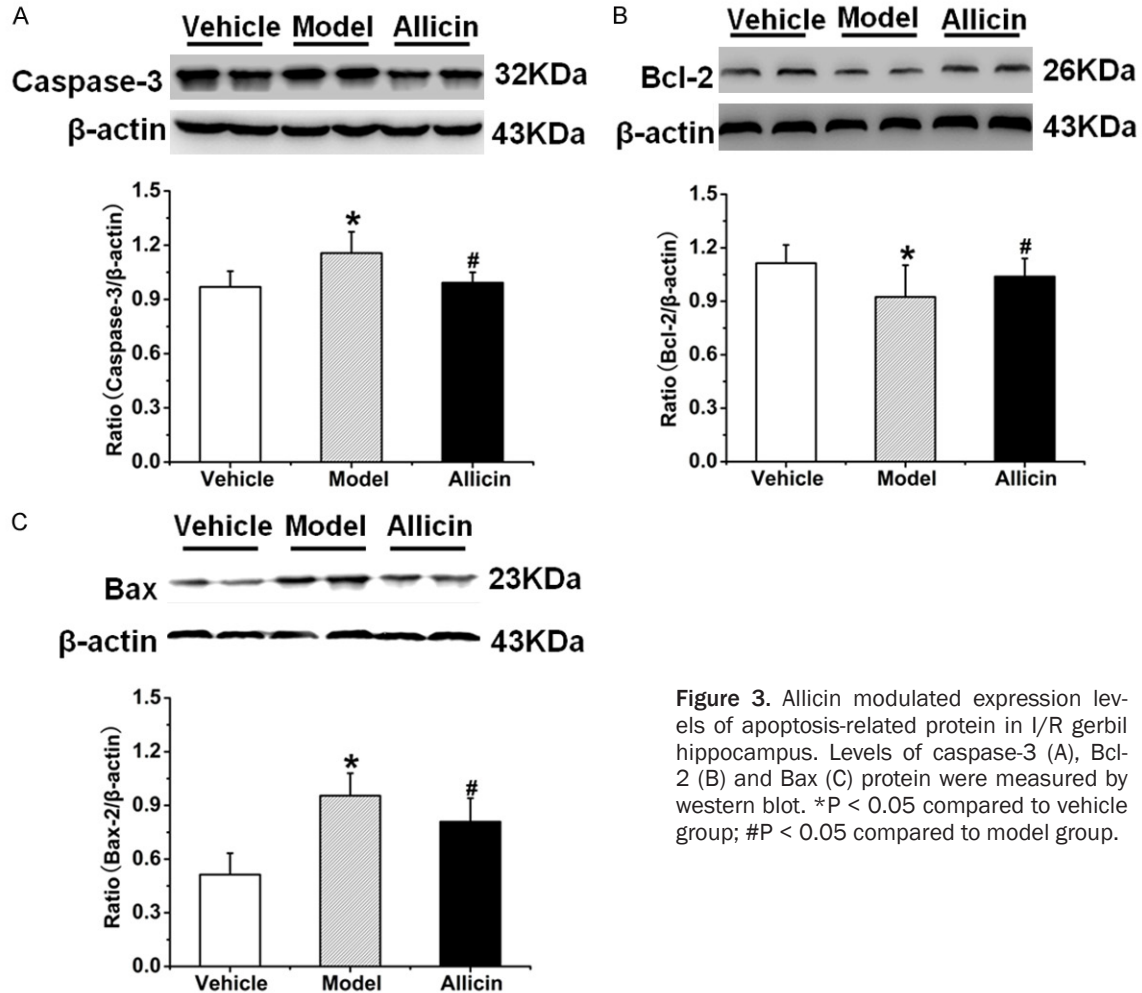 A
Vehicle Model Allicin
Caspase-3 32KDa
β-actin 43KDa
Ratio (Caspase-3/β-actin)
1.5
1.2
0.9
0.6
0.3
0.0
*
#
Vehicle Model Allicin
B
Vehicle Model Allicin
Bcl-2 26KDa
β-actin 43KDa
Ratio (Bcl-2/β-actin)
1.5
1.2
0.9
0.6
0.3
0.0
*
#
Vehicle Model Allicin
C
Vehicle Model Allicin
Bax 23KDa
β-actin 43KDa
Ratio (Bax-2/β-actin)
1.5
1.2
0.9
0.6
0.3
0.0
*
#
Vehicle Model Allicin
Figure 3. Allicin modulated expression lev-
els of apoptosis-related protein in I/R gerbil
hippocampus. Levels of caspase-3 (A), Bcl-
2 (B) and Bax (C) protein were measured by
western blot. *P < 0.05 compared to vehicle
group; #P < 0.05 compared to model group.